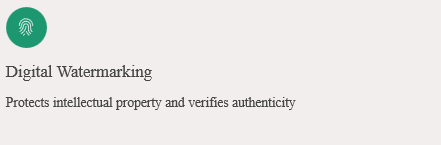 Digital Watermarking
Protects intellectual property and verifies authenticity